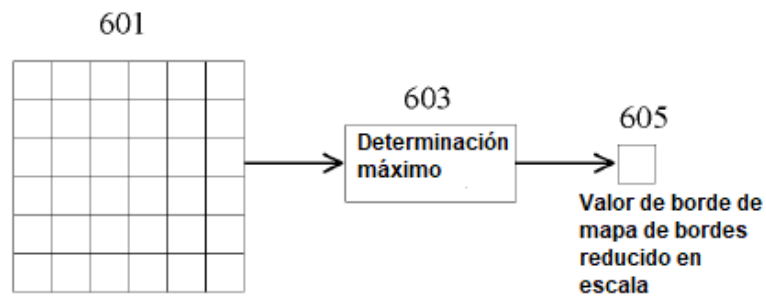 601
603
Determinación
máximo
605
Valor de borde de
mapa de bordes
reducido en
escala